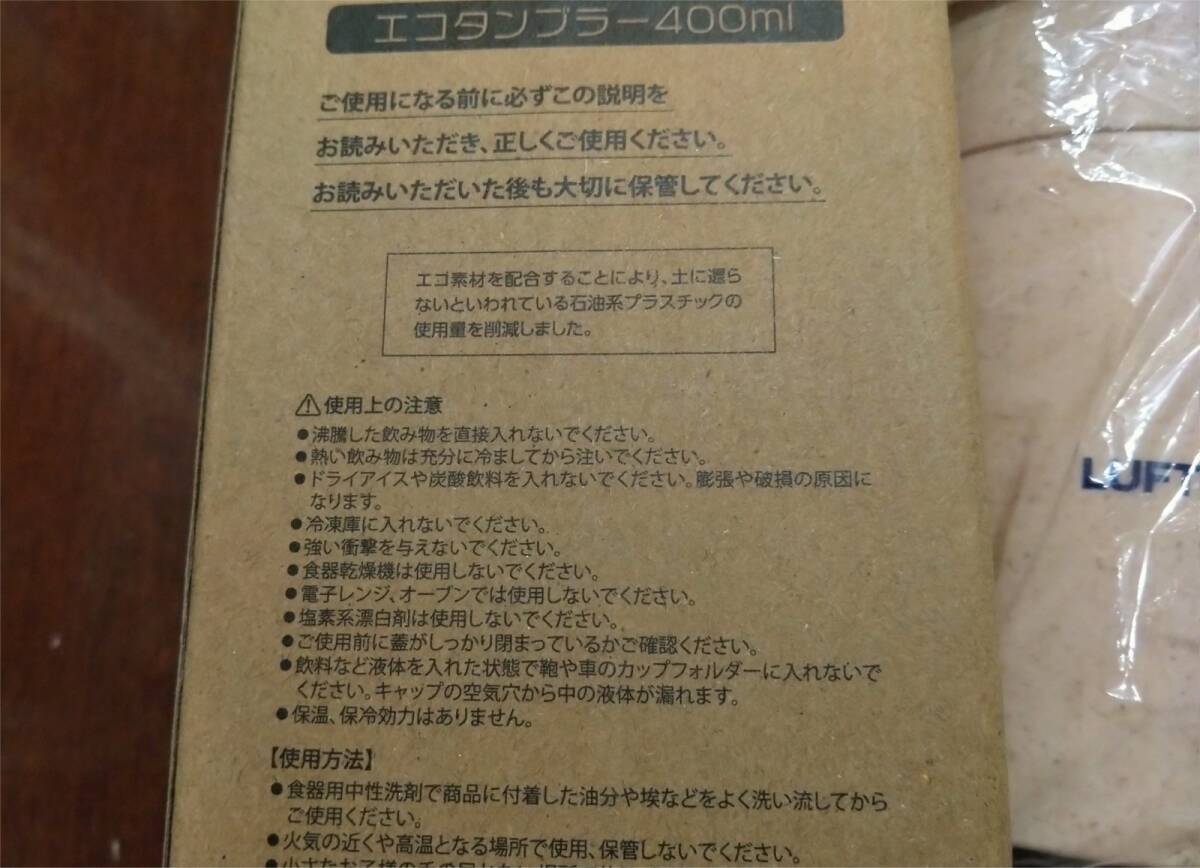 エコタンブラー400ml
ご使用になる前に必ずこの説明を
お読みいただき、正しくご使用ください。
お読みいただいた後も大切に保管してください。
エコ素材を配合することにより、土に還ら
ないといわれている石油系プラスチックの
使用量を削減しました。
⚠使用上の注意
●沸騰した飲み物を直接入れないでください。
●熱い飲み物は充分に冷ましてから注いでください。
●ドライアイスや炭酸飲料を入れないでください。膨張や破損の原因に
なります。
●冷凍庫に入れないでください。
●強い衝撃を与えないでください。
●食器乾燥機は使用しないでください。
●電子レンジ、オーブンでは使用しないでください。
●塩素系漂白剤は使用しないでください。
●ご使用前に蓋がしっかり閉まっているかご確認ください。
●飲料など液体を入れた状態で鞄や車のカップフォルダーに入れないで
ください。キャップの空気穴から中の液体が漏れます。
●保温、保冷効力はありません。
【使用方法】
●食器用中性洗剤で商品に付着した油分や埃などをよく洗い流してから
ご使用ください。
●火気の近くや高温となる場所で使用、保管しないでください。
LUFT